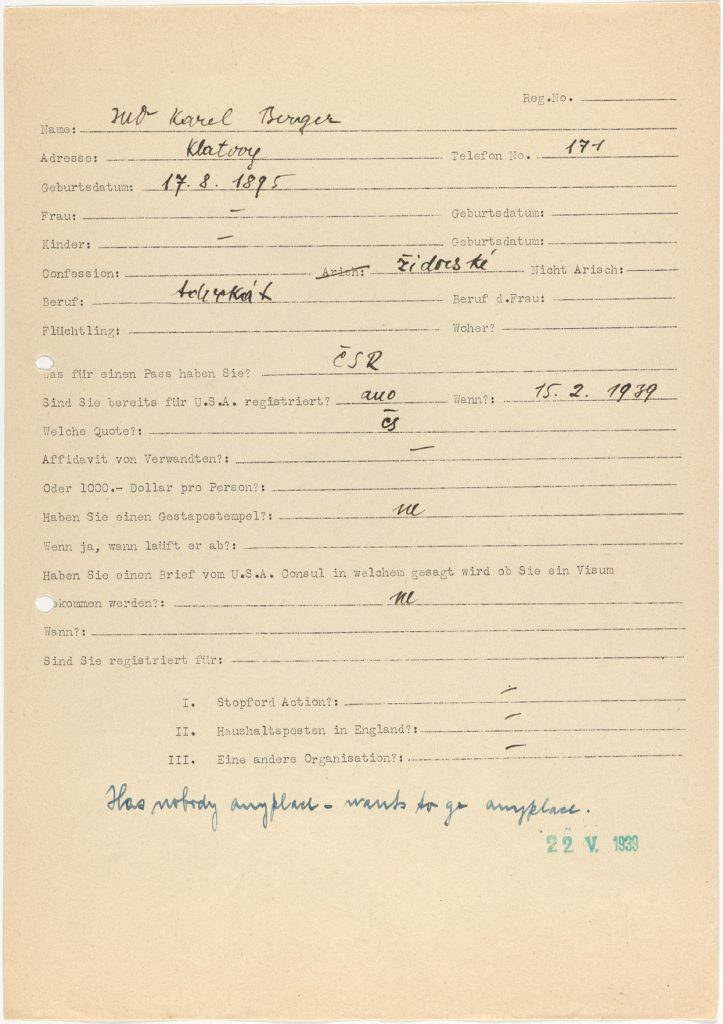 Reg.No.
Name: JUDr Karel Berger
Adresse: Klatovy Telefon No. 171
Geburtsdatum: 17.8.1895
Frau: – Geburtsdatum:
Kinder: – Geburtsdatum:
Confession: Arish: židovské Nicht Arisch:
Beruf: advokát Beruf d.Frau:
Flüchtling: Woher?
was für einen Pass haben Sie? ČSR
Sind Sie bereits für U.S.A. registriert? ano Wann?: 15.2.1939
Welche Quote?: čs
Affidavit von Verwandten?: –
Oder 1000.- Dollar pro Person?:
Haben Sie einen Gestapostempel?: ne
Wenn ja, wann läuft er ab?:
Haben Sie einen Brief vom U.S.A. Consul in welchem gesagt wird ob Sie ein Visum
bekommen werden?: ne
Wann?:
Sind Sie registriert für:
I. Stopford Action?: –
II. Haushaltsposten in England?: –
III. Eine andere Organisation?: –
Has nobody anyplace – wants to go anyplace.
22 V. 1939